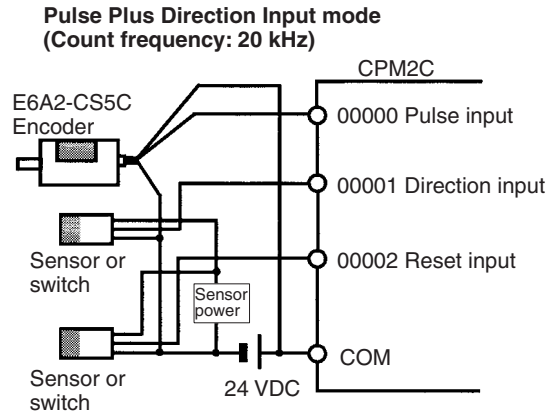 Pulse Plus Direction Input mode
(Count frequency: 20 kHz)
CPM2C
E6A2-CS5C
Encoder
00000 Pulse input
00001 Direction input
Sensor or
switch
00002 Reset input
Sensor
power
COM
24 VDC
Sensor or
switch